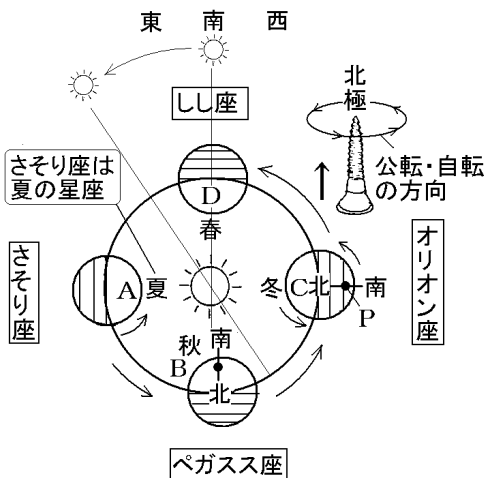 東 南 西
しし座
北
極
公転・自転
の方向
さそり座は
夏の星座
D
春
さそり座
A 夏
冬 C 北 南
P
オリオン座
秋 南
B
北
ペガスス座